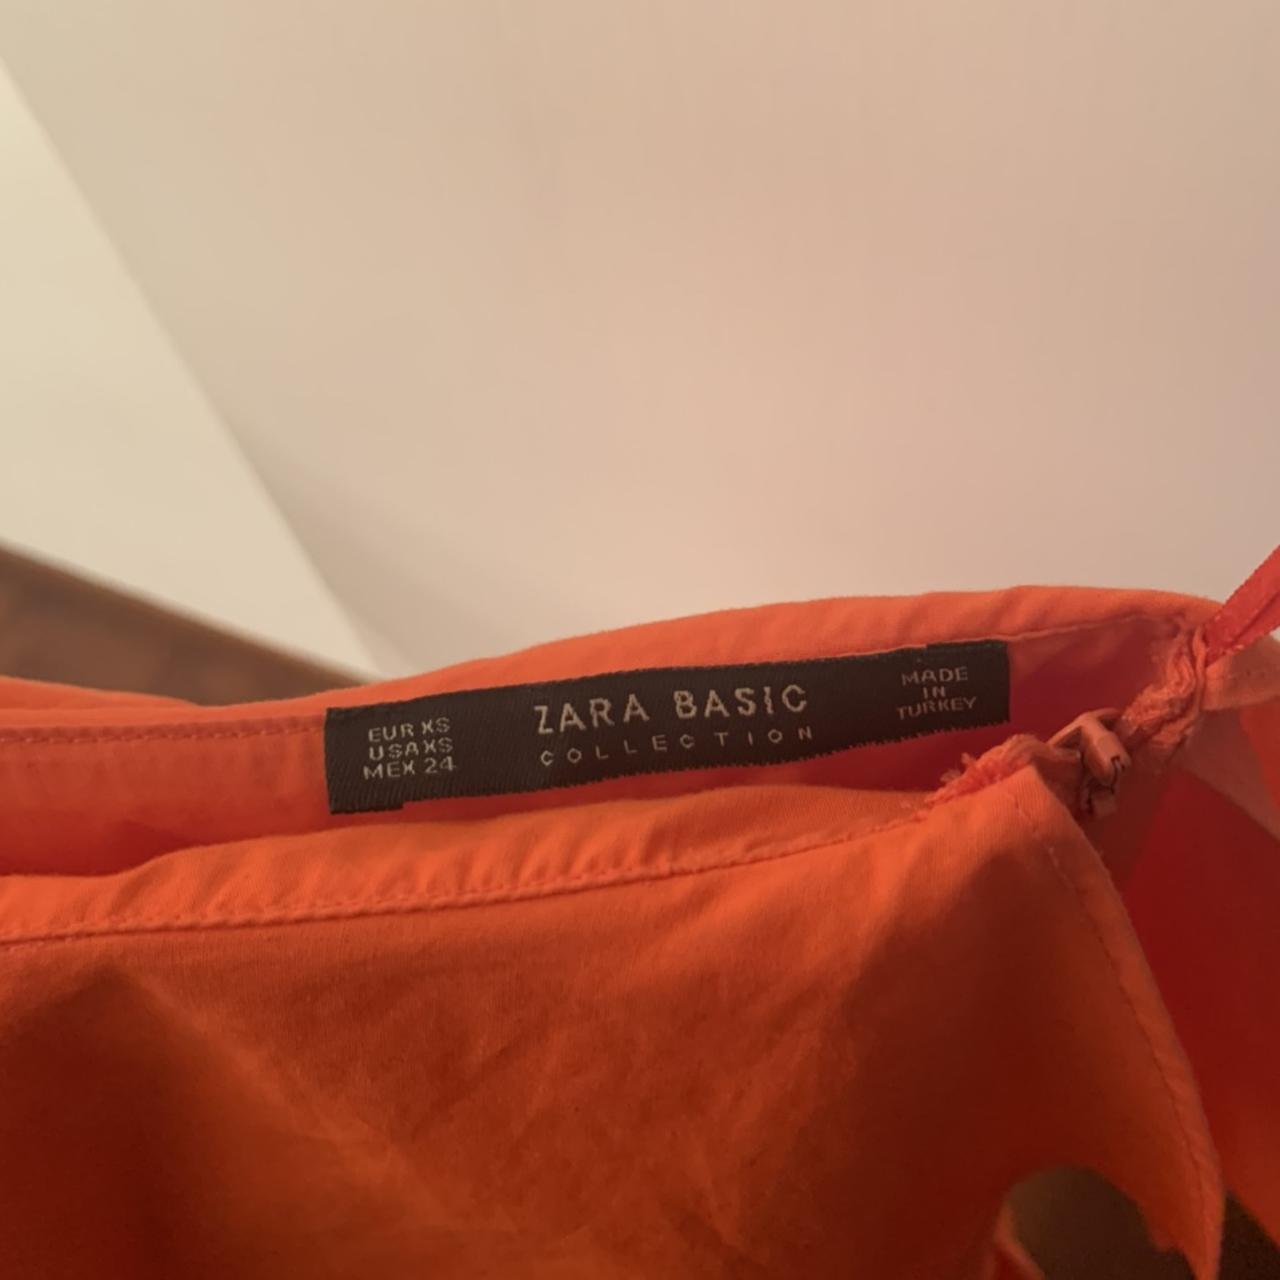 EUR XS
USA XS
MEX 24
ZARA BASIC
COLLECTION
MADE
IN
TURKEY